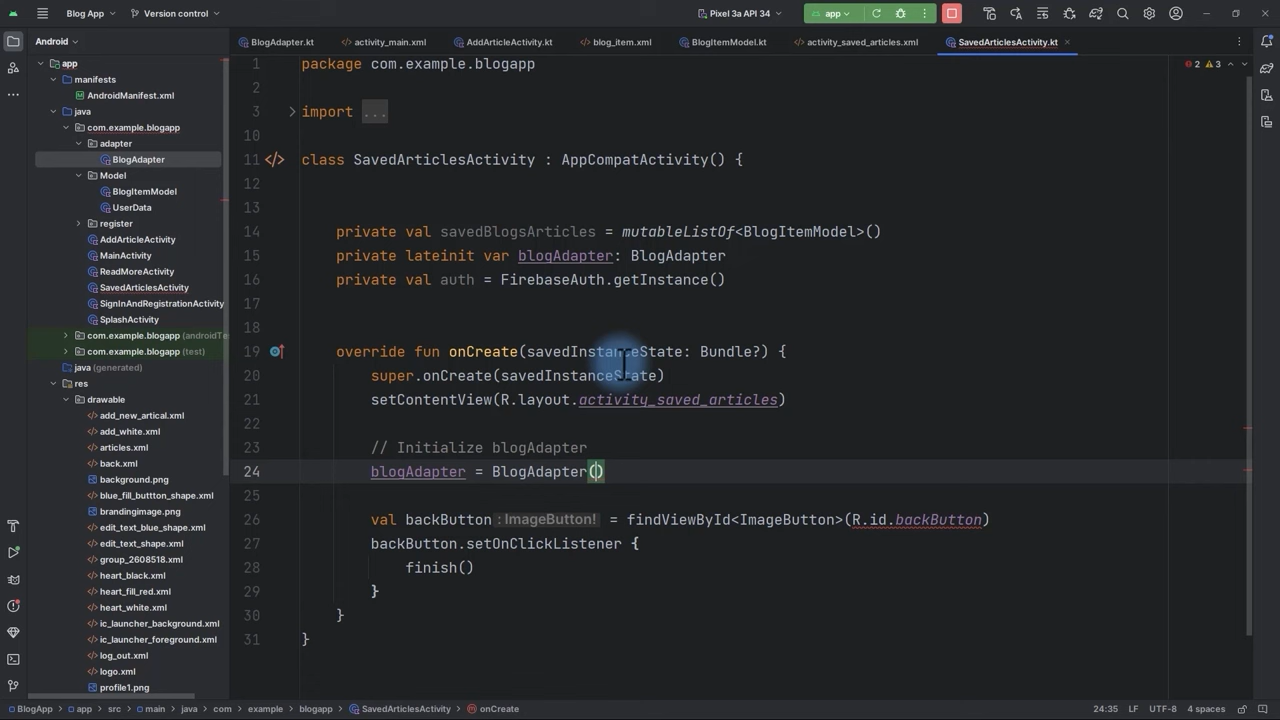 Blog App
Version control
Pixel 3a API 34
app
Android
BlogAdapter.kt
activity_main.xml
AddArticleActivity.kt
blog_item.xml
BlogItemModel.kt
activity_saved_articles.xml
SavedArticlesActivity.kt
app
manifests
AndroidManifest.xml
java
com.example.blogapp
adapter
BlogAdapter
Model
BlogItemModel
UserData
register
AddArticleActivity
MainActivity
ReadMoreActivity
SavedArticlesActivity
SignInAndRegistrationActivity
SplashActivity
com.example.blogapp (androidTe
com.example.blogapp (test)
java (generated)
res
drawable
add_new_artical.xml
add_white.xml
articles.xml
back.xml
background.png
blue_fill_buttton_shape.xml
brandingimage.png
edit_text_blue_shape.xml
edit_text_shape.xml
group_2608518.xml
heart_black.xml
heart_fill_red.xml
heart_white.xml
ic_launcher_background.xml
ic_launcher_foreground.xml
log_out.xml
logo.xml
profile1.png
2 3
1 package com.example.blogapp
2
3 import ...
10
11 class SavedArticlesActivity : AppCompatActivity() {
12
13
14 private val savedBlogsArticles = mutableListOf<BlogItemModel>()
15 private lateinit var blogAdapter: BlogAdapter
16 private val auth = FirebaseAuth.getInstance()
17
18
19 override fun onCreate(savedInstanceState: Bundle?) {
20 super.onCreate(savedInstanceState)
21 setContentView(R.layout.activity_saved_articles)
22
23 // Initialize blogAdapter
24 blogAdapter = BlogAdapter()
25
26 val backButton : ImageButton! = findViewById<ImageButton>(R.id.backButton)
27 backButton.setOnClickListener {
28 finish()
29 }
30 }
31 }
BlogApp > app > src > main > java > com > example > blogapp > SavedArticlesActivity > onCreate
24:35 LF UTF-8 4 spaces